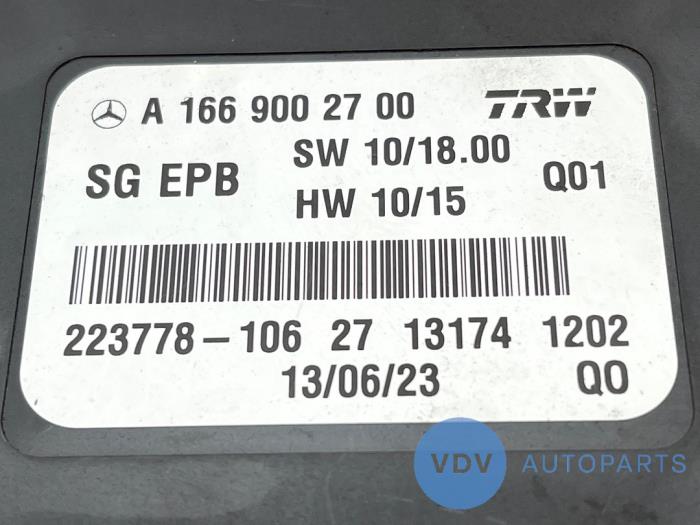 A 166 900 27 00 TRW
SW 10/18.00
SG EPB Q01
HW 10/15
223778-106 27 13174 1202
13/06/23 Q0
VDV AUTOPARTS